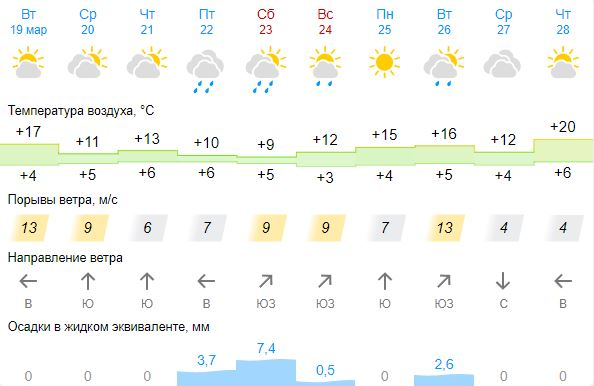 Вт Ср Чт Пт Сб Вс Пн Вт Ср Чт
19 мар 20 21 22 23 24 25 26 27 28
Температура воздуха, °C
+17 +11 +13 +10 +9 +12 +15 +16 +12 +20
+4 +5 +6 +6 +5 +3 +4 +5 +4 +6
Порывы ветра, м/с
13 9 6 7 9 9 7 13 4 4
Направление ветра
В Ю Ю В ЮЗ ЮЗ Ю ЮЗ С В
Осадки в жидком эквиваленте, мм
0 0 0 3,7 7,4 0,5 0 2,6 0 0